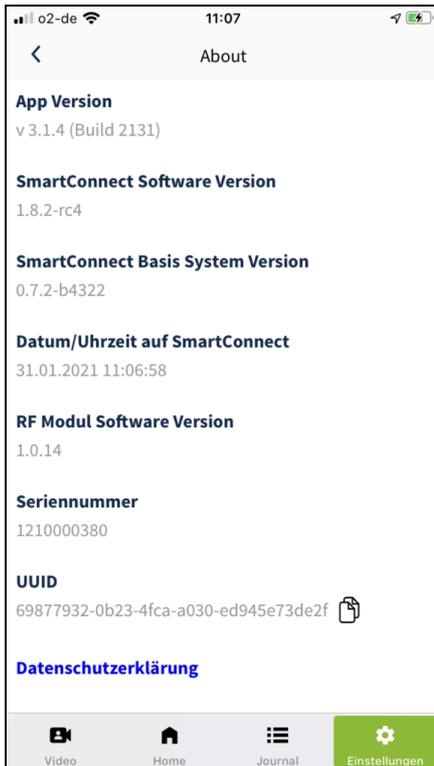 o2-de 11:07
About
App Version
v 3.1.4 (Build 2131)
SmartConnect Software Version
1.8.2-rc4
SmartConnect Basis System Version
0.7.2-b4322
Datum/Uhrzeit auf SmartConnect
31.01.2021 11:06:58
RF Modul Software Version
1.0.14
Seriennummer
1210000380
UUID
69877932-0b23-4fca-a030-ed945e73de2f
Datenschutzerklärung
Video Home Journal Einstellungen